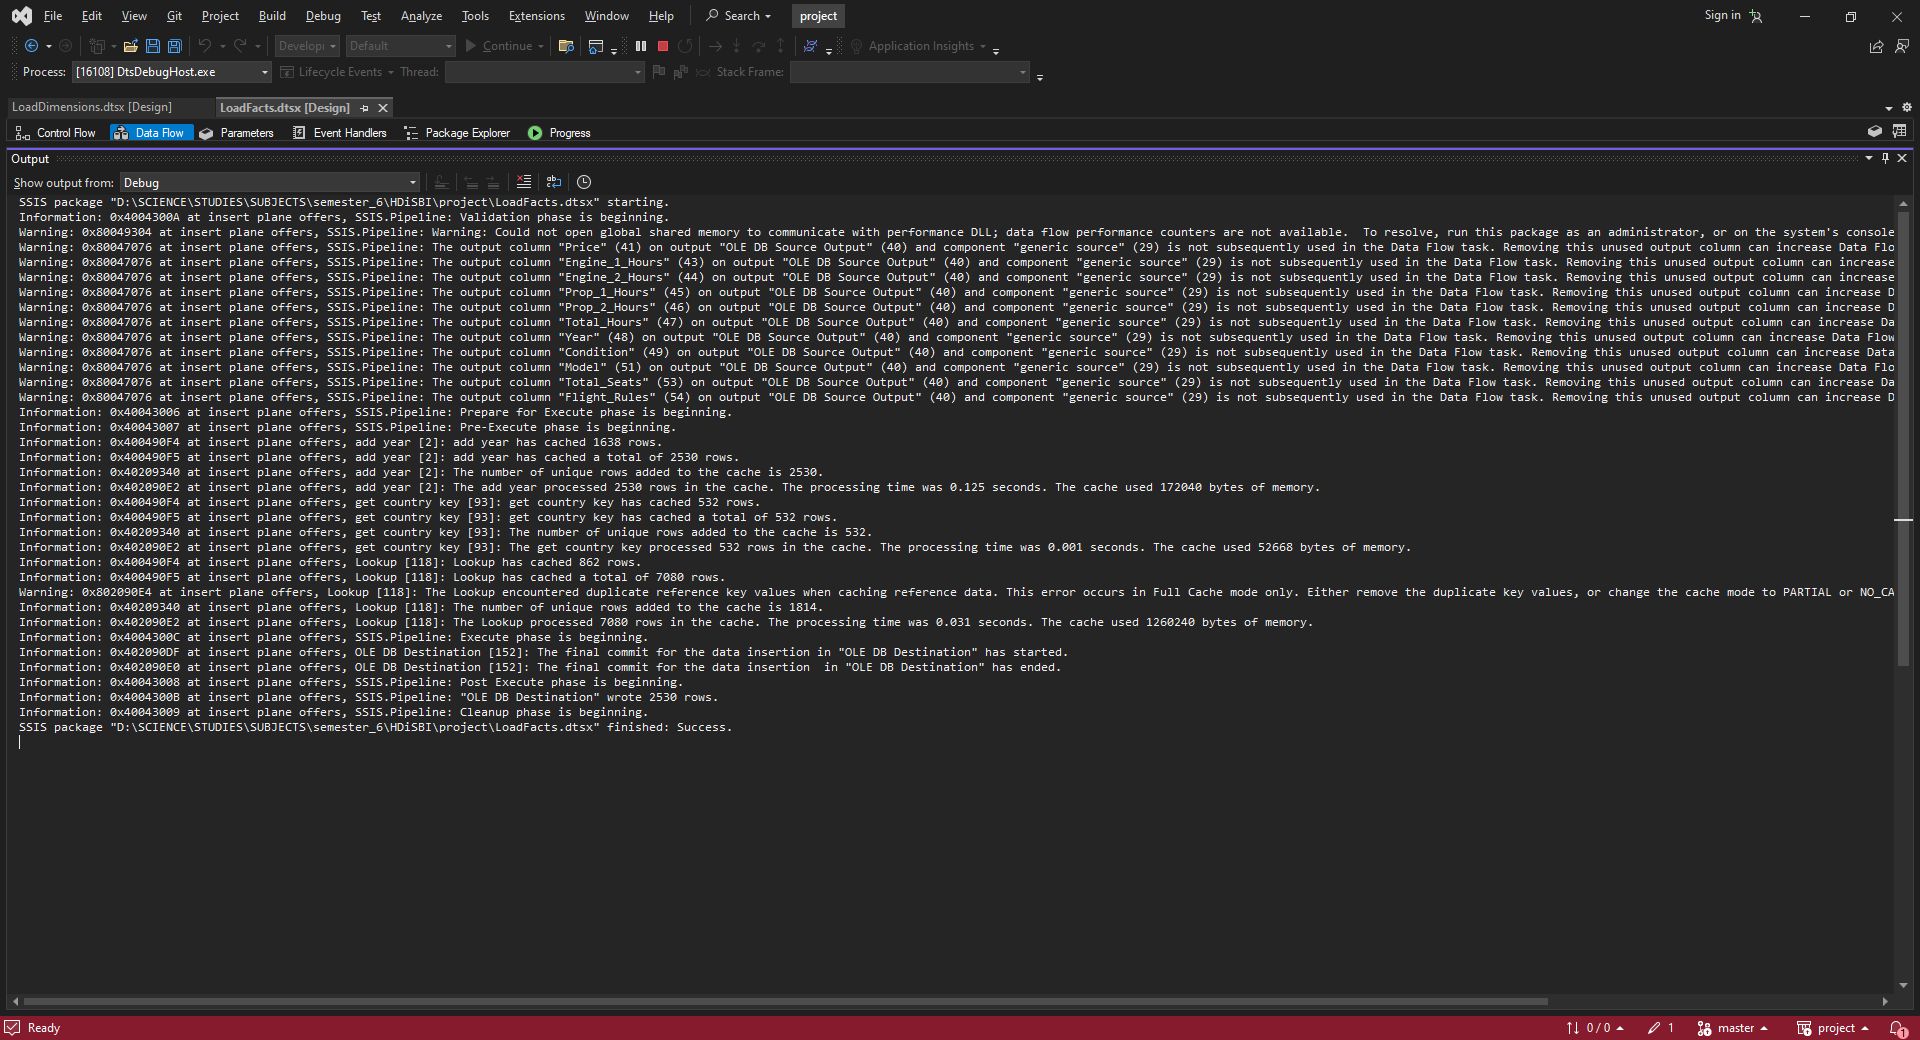 File Edit View Git Project Build Debug Test Analyze Tools Extensions Window Help Search project Sign in
Develop Default Continue Application Insights
Process: [16108] DtsDebugHost.exe Lifecycle Events Thread: Stack Frame:
LoadDimensions.dtsx [Design] LoadFacts.dtsx [Design]
Control Flow Data Flow Parameters Event Handlers Package Explorer Progress
Output
Show output from: Debug
SSIS package "D:\SCIENCE\STUDIES\SUBJECTS\semester_6\HDiSBI\project\LoadFacts.dtsx" starting.
Information: 0x4004300A at insert plane offers, SSIS.Pipeline: Validation phase is beginning.
Warning: 0x80049304 at insert plane offers, SSIS.Pipeline: Warning: Could not open global shared memory to communicate with performance DLL; data flow performance counters are not available.  To resolve, run this package as an administrator, or on the system's console
Warning: 0x80047076 at insert plane offers, SSIS.Pipeline: The output column "Price" (41) on output "OLE DB Source Output" (40) and component "generic source" (29) is not subsequently used in the Data Flow task. Removing this unused output column can increase Data Flo
Warning: 0x80047076 at insert plane offers, SSIS.Pipeline: The output column "Engine_1_Hours" (43) on output "OLE DB Source Output" (40) and component "generic source" (29) is not subsequently used in the Data Flow task. Removing this unused output column can increase
Warning: 0x80047076 at insert plane offers, SSIS.Pipeline: The output column "Engine_2_Hours" (44) on output "OLE DB Source Output" (40) and component "generic source" (29) is not subsequently used in the Data Flow task. Removing this unused output column can increase
Warning: 0x80047076 at insert plane offers, SSIS.Pipeline: The output column "Prop_1_Hours" (45) on output "OLE DB Source Output" (40) and component "generic source" (29) is not subsequently used in the Data Flow task. Removing this unused output column can increase D
Warning: 0x80047076 at insert plane offers, SSIS.Pipeline: The output column "Prop_2_Hours" (46) on output "OLE DB Source Output" (40) and component "generic source" (29) is not subsequently used in the Data Flow task. Removing this unused output column can increase D
Warning: 0x80047076 at insert plane offers, SSIS.Pipeline: The output column "Total_Hours" (47) on output "OLE DB Source Output" (40) and component "generic source" (29) is not subsequently used in the Data Flow task. Removing this unused output column can increase Da
Warning: 0x80047076 at insert plane offers, SSIS.Pipeline: The output column "Year" (48) on output "OLE DB Source Output" (40) and component "generic source" (29) is not subsequently used in the Data Flow task. Removing this unused output column can increase Data Flow
Warning: 0x80047076 at insert plane offers, SSIS.Pipeline: The output column "Condition" (49) on output "OLE DB Source Output" (40) and component "generic source" (29) is not subsequently used in the Data Flow task. Removing this unused output column can increase Data
Warning: 0x80047076 at insert plane offers, SSIS.Pipeline: The output column "Model" (51) on output "OLE DB Source Output" (40) and component "generic source" (29) is not subsequently used in the Data Flow task. Removing this unused output column can increase Data Flo
Warning: 0x80047076 at insert plane offers, SSIS.Pipeline: The output column "Total_Seats" (53) on output "OLE DB Source Output" (40) and component "generic source" (29) is not subsequently used in the Data Flow task. Removing this unused output column can increase Da
Warning: 0x80047076 at insert plane offers, SSIS.Pipeline: The output column "Flight_Rules" (54) on output "OLE DB Source Output" (40) and component "generic source" (29) is not subsequently used in the Data Flow task. Removing this unused output column can increase D
Information: 0x40043006 at insert plane offers, SSIS.Pipeline: Prepare for Execute phase is beginning.
Information: 0x40043007 at insert plane offers, SSIS.Pipeline: Pre-Execute phase is beginning.
Information: 0x400490F4 at insert plane offers, add year [2]: add year has cached 1638 rows.
Information: 0x400490F5 at insert plane offers, add year [2]: add year has cached a total of 2530 rows.
Information: 0x40209340 at insert plane offers, add year [2]: The number of unique rows added to the cache is 2530.
Information: 0x402090E2 at insert plane offers, add year [2]: The add year processed 2530 rows in the cache. The processing time was 0.125 seconds. The cache used 172040 bytes of memory.
Information: 0x400490F4 at insert plane offers, get country key [93]: get country key has cached 532 rows.
Information: 0x400490F5 at insert plane offers, get country key [93]: get country key has cached a total of 532 rows.
Information: 0x40209340 at insert plane offers, get country key [93]: The number of unique rows added to the cache is 532.
Information: 0x402090E2 at insert plane offers, get country key [93]: The get country key processed 532 rows in the cache. The processing time was 0.001 seconds. The cache used 52668 bytes of memory.
Information: 0x400490F4 at insert plane offers, Lookup [118]: Lookup has cached 862 rows.
Information: 0x400490F5 at insert plane offers, Lookup [118]: Lookup has cached a total of 7080 rows.
Warning: 0x802090E4 at insert plane offers, Lookup [118]: The Lookup encountered duplicate reference key values when caching reference data. This error occurs in Full Cache mode only. Either remove the duplicate key values, or change the cache mode to PARTIAL or NO_CA
Information: 0x40209340 at insert plane offers, Lookup [118]: The number of unique rows added to the cache is 1814.
Information: 0x402090E2 at insert plane offers, Lookup [118]: The Lookup processed 7080 rows in the cache. The processing time was 0.031 seconds. The cache used 1260240 bytes of memory.
Information: 0x4004300C at insert plane offers, SSIS.Pipeline: Execute phase is beginning.
Information: 0x402090DF at insert plane offers, OLE DB Destination [152]: The final commit for the data insertion in "OLE DB Destination" has started.
Information: 0x402090E0 at insert plane offers, OLE DB Destination [152]: The final commit for the data insertion  in "OLE DB Destination" has ended.
Information: 0x40043008 at insert plane offers, SSIS.Pipeline: Post Execute phase is beginning.
Information: 0x4004300B at insert plane offers, SSIS.Pipeline: "OLE DB Destination" wrote 2530 rows.
Information: 0x40043009 at insert plane offers, SSIS.Pipeline: Cleanup phase is beginning.
SSIS package "D:\SCIENCE\STUDIES\SUBJECTS\semester_6\HDiSBI\project\LoadFacts.dtsx" finished: Success.
Ready 0 / 0 1 master project 1